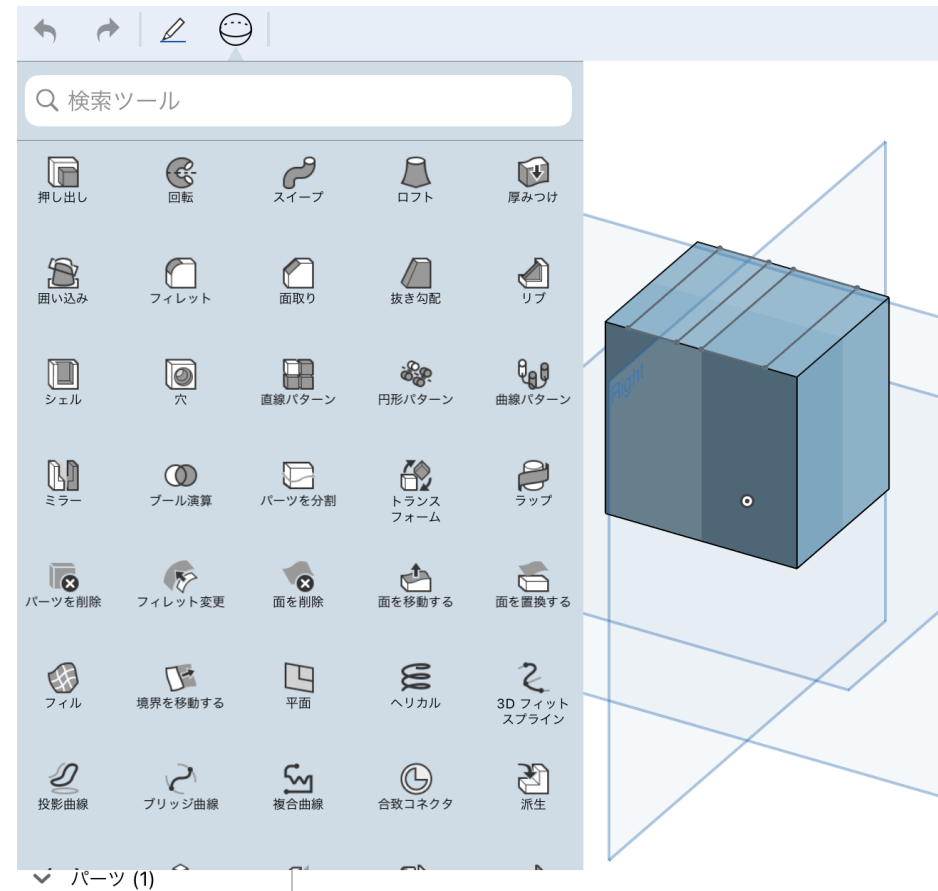 検索ツール
押し出し
回転
スイープ
ロフト
厚みつけ
囲い込み
フィレット
面取り
抜き勾配
リブ
シェル
穴
直線パターン
円形パターン
曲線パターン
ミラー
ブール演算
パーツを分割
トランス
フォーム
ラップ
パーツを削除
フィレット変更
面を削除
面を移動する
面を置換する
フィル
境界を移動する
平面
ヘリカル
3D フィット
スプライン
投影曲線
ブリッジ曲線
複合曲線
合致コネクタ
派生
パーツ (1)
Right